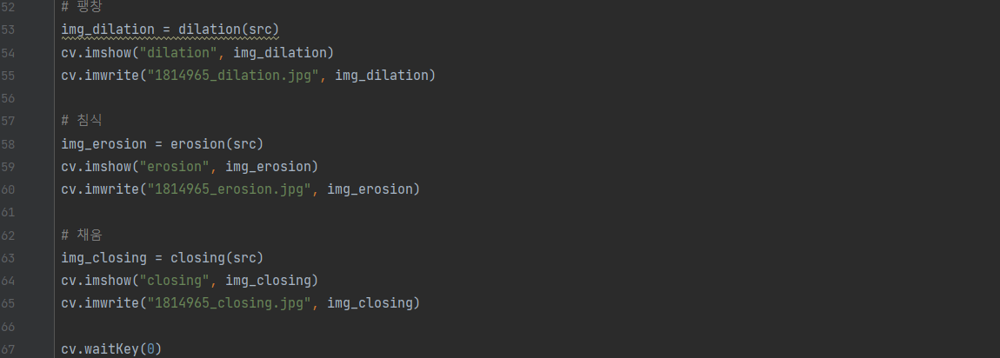 52 # 팽창
53 img_dilation = dilation(src)
54 cv.imshow("dilation", img_dilation)
55 cv.imwrite("1814965_dilation.jpg", img_dilation)
56
57 # 침식
58 img_erosion = erosion(src)
59 cv.imshow("erosion", img_erosion)
60 cv.imwrite("1814965_erosion.jpg", img_erosion)
61
62 # 채움
63 img_closing = closing(src)
64 cv.imshow("closing", img_closing)
65 cv.imwrite("1814965_closing.jpg", img_closing)
66
67 cv.waitKey(0)